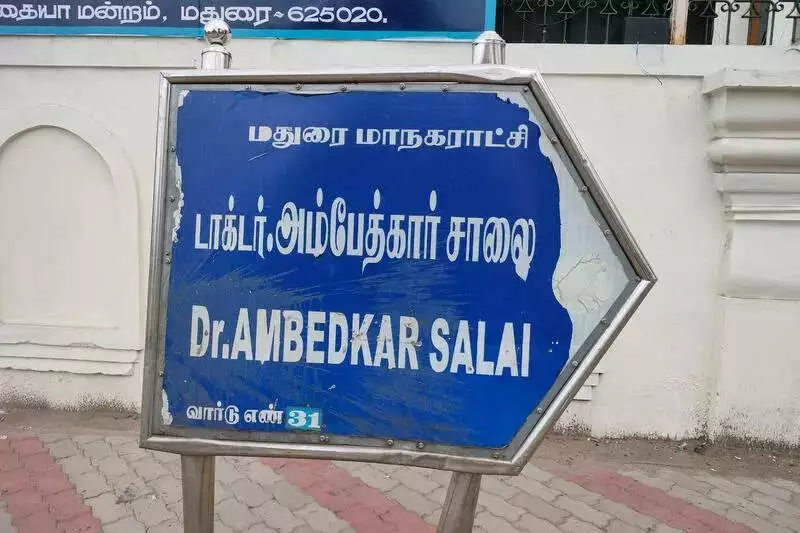 தையா மன்றம், மதுரை-625020.
மதுரை மாநகராட்சி
டாக்டர்.அம்பேத்கார் சாலை
Dr.AMBEDKAR SALAI
வார்டு எண் 31